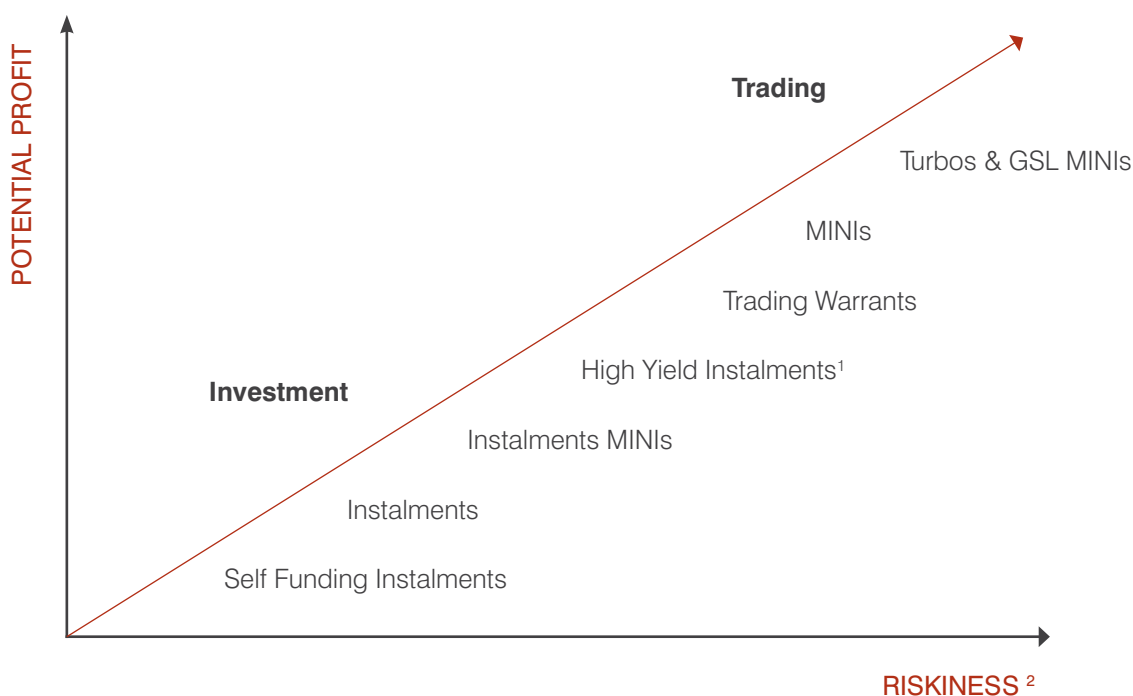 POTENTIAL PROFIT
Trading
Turbos & GSL MINIs
MINIs
Trading Warrants
High Yield Instalments¹
Investment
Instalments MINIs
Instalments
Self Funding Instalments
RISKINESS ²